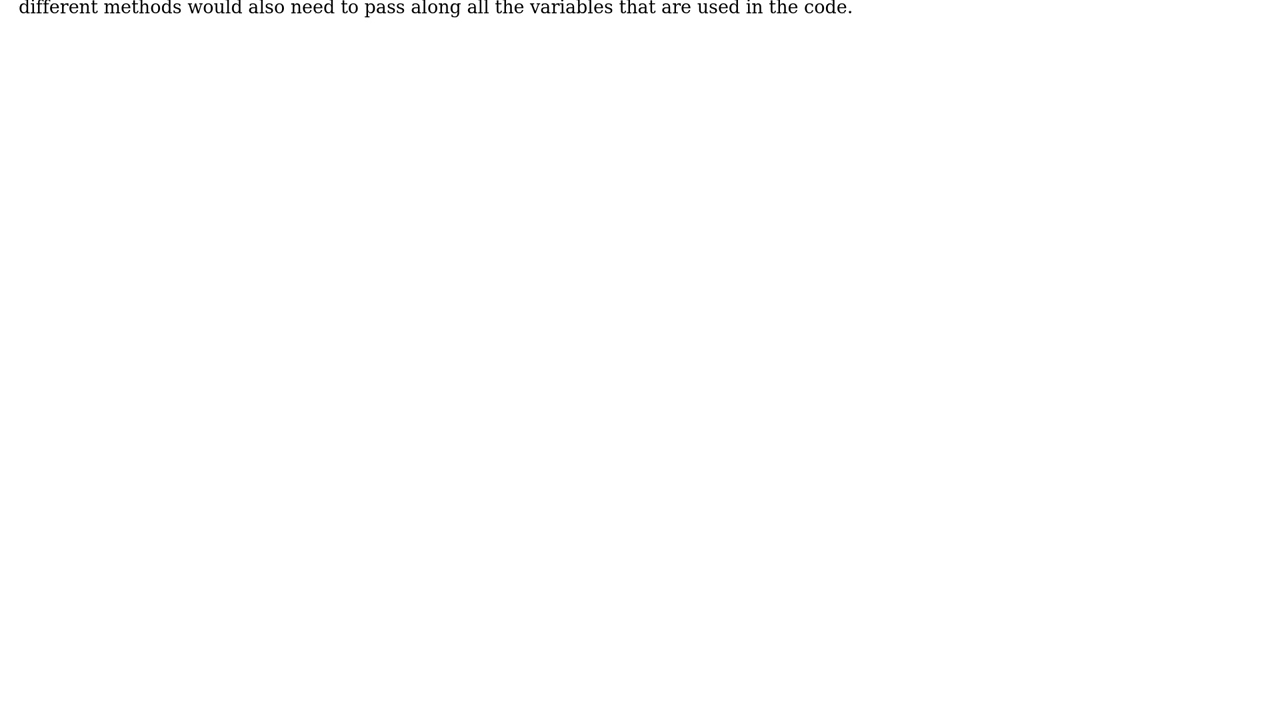 different methods would also need to pass along all the variables that are used in the code.